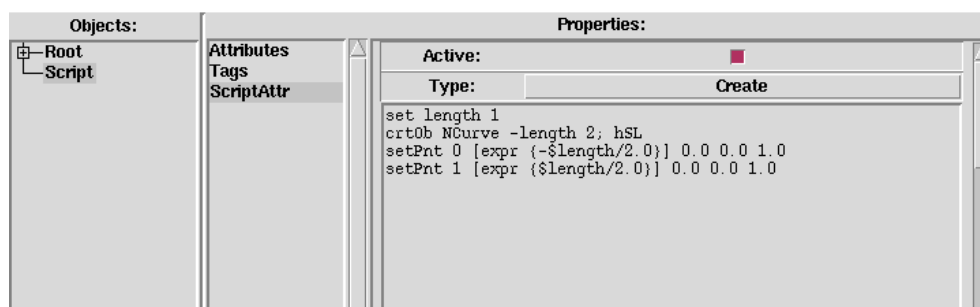 Objects:
Properties:
Root
Script
Attributes
Tags
ScriptAttr
Active:
Type:
Create
set length 1
crtOb NCurve -length 2; hSL
setPnt 0 [expr {-$length/2.0}] 0.0 0.0 1.0
setPnt 1 [expr {$length/2.0}] 0.0 0.0 1.0